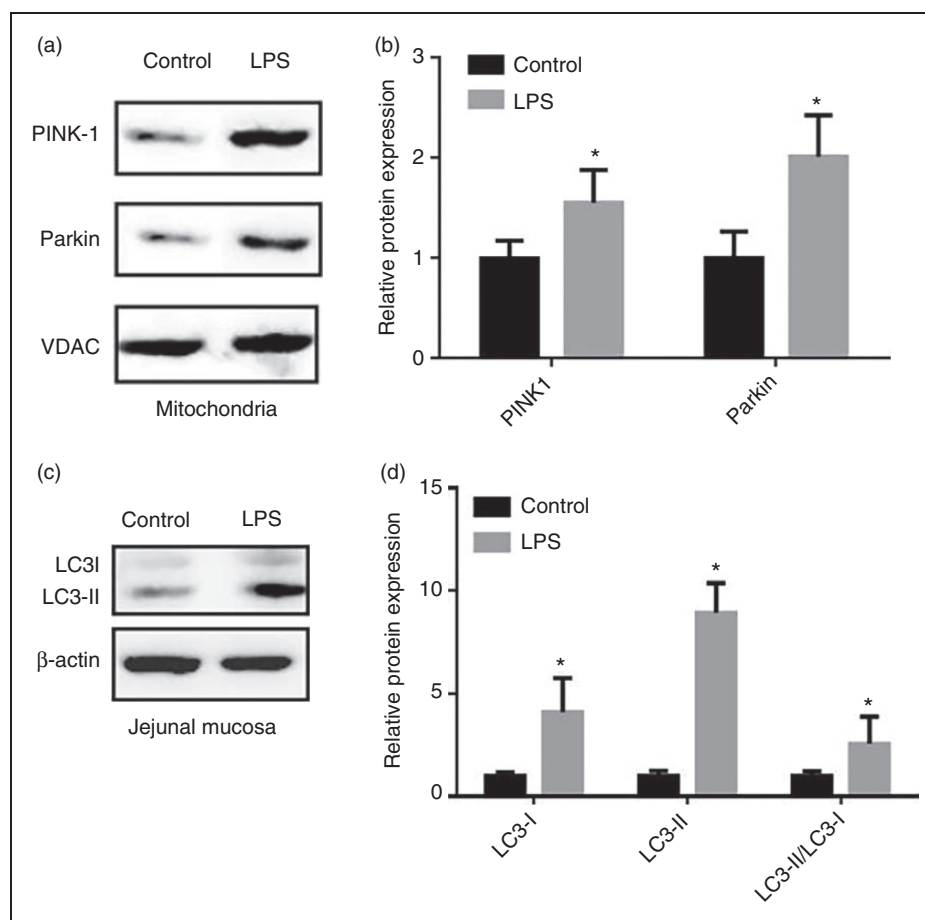 (a)
Control LPS
PINK-1
Parkin
VDAC
Mitochondria
(b)
Relative protein expression
3
2
1
0
Control
LPS
*
*
PINK1
Parkin
(c)
Control LPS
LC3I
LC3-II
β-actin
Jejunal mucosa
(d)
Relative protein expression
15
10
5
0
Control
LPS
*
*
*
LC3-I
LC3-II
LC3-II/LC3-I